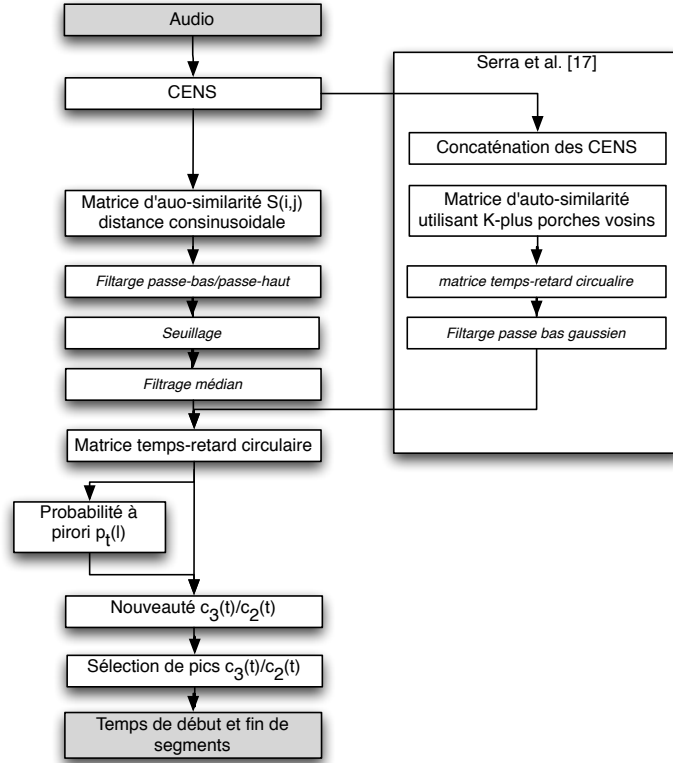 Audio
CENS
Matrice d'auo-similarité S(i,j)
distance consinusoidale
Filtarge passe-bas/passe-haut
Seuillage
Filtrage médian
Matrice temps-retard circulaire
Probabilité à
pirori p_t(l)
Nouveauté c_3(t)/c_2(t)
Sélection de pics c_3(t)/c_2(t)
Temps de début et fin de
segments
Serra et al. [17]
Concaténation des CENS
Matrice d'auto-similarité
utilisant K-plus porches vosins
matrice temps-retard circualire
Filtarge passe bas gaussien